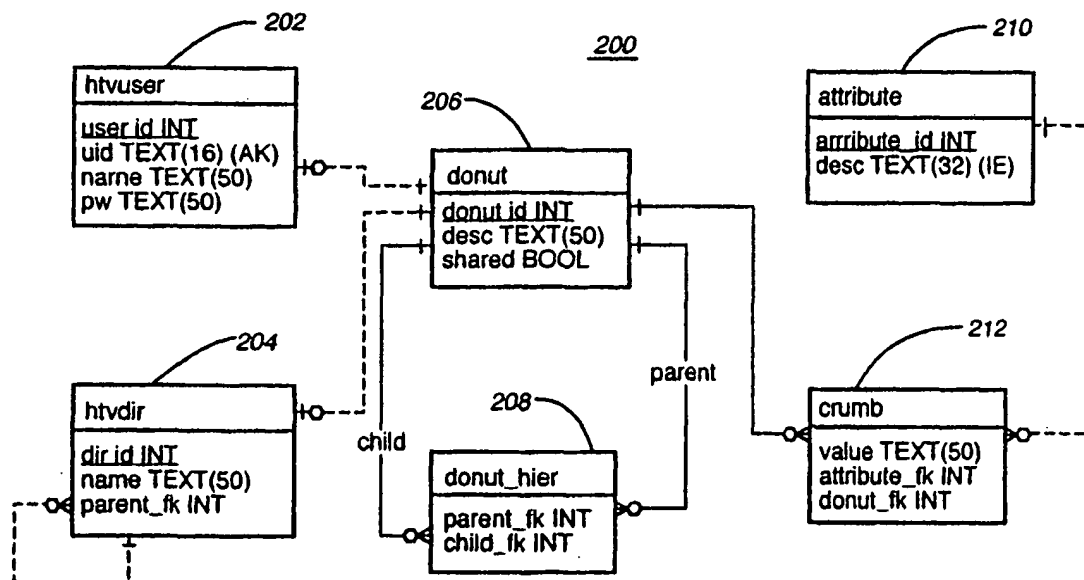 202
200
210
htvuser
user id INT
uid TEXT(16) (AK)
narne TEXT(50)
pw TEXT(50)
206
donut
donut id INT
desc TEXT(50)
shared BOOL
attribute
arrribute_id INT
desc TEXT(32) (IE)
204
htvdir
dir id INT
name TEXT(50)
parent_fk INT
child
208
donut_hier
parent_fk INT
child_fk INT
parent
212
crumb
value TEXT(50)
attribute_fk INT
donut_fk INT